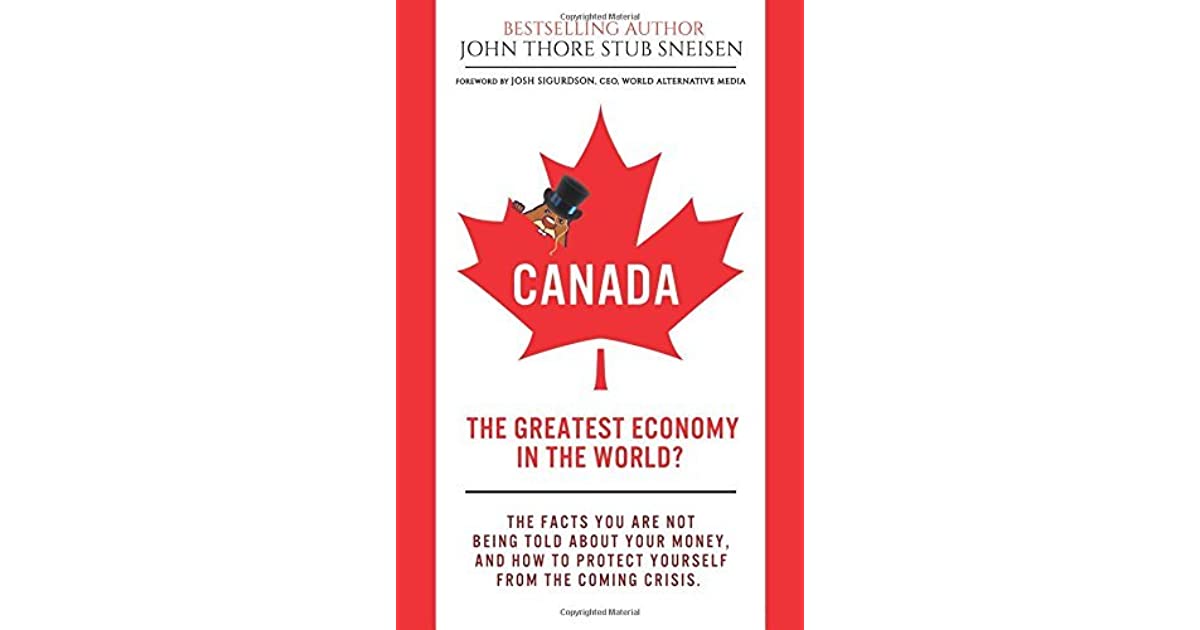 Copyrighted Material
BESTSELLING AUTHOR
JOHN THORE STUB SNEISEN
FOREWORD BY JOSH SIGURDSON, CEO, WORLD ALTERNATIVE MEDIA
CANADA
THE GREATEST ECONOMY
IN THE WORLD?
THE FACTS YOU ARE NOT
BEING TOLD ABOUT YOUR MONEY,
AND HOW TO PROTECT YOURSELF
FROM THE COMING CRISIS.
Copyrighted Material